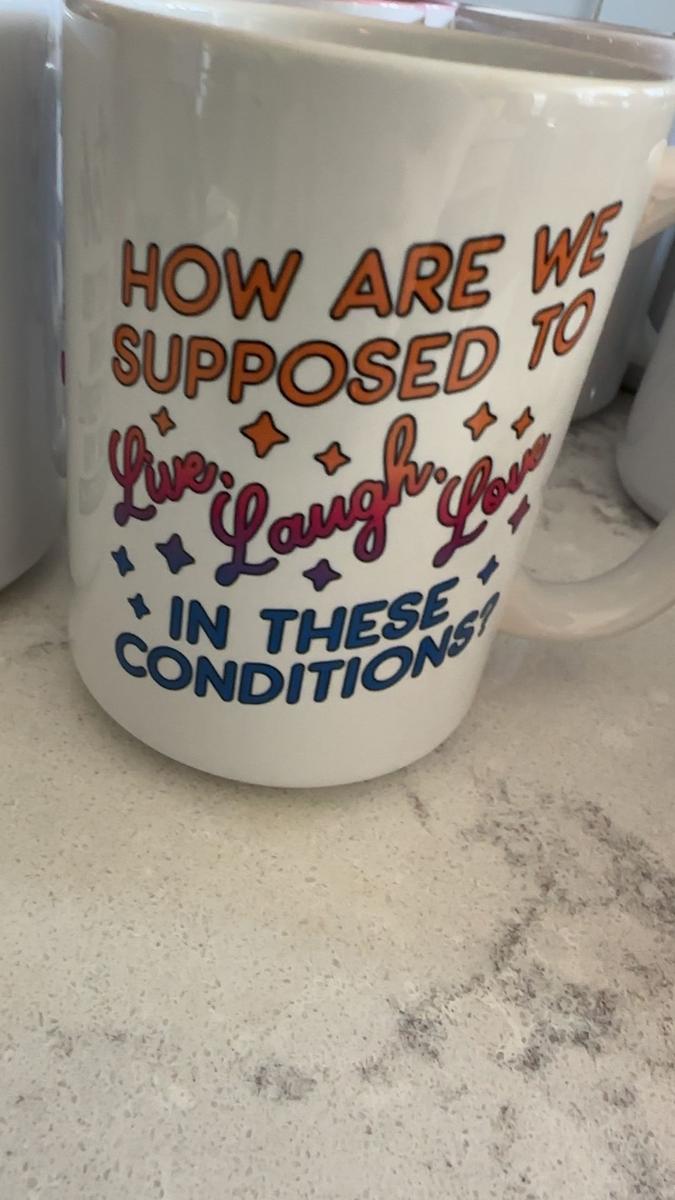 HOW ARE WE
SUPPOSED TO
Live. Laugh. Love
IN THESE
CONDITIONS?